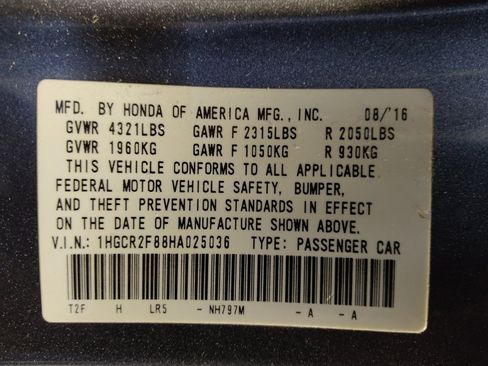 MFD. BY HONDA OF AMERICA MFG., INC. 08/'16
GVWR 4321LBS GAWR F 2315LBS R 2050LBS
GVWR 1960KG GAWR F 1050KG R 930KG
THIS VEHICLE CONFORMS TO ALL APPLICABLE
FEDERAL MOTOR VEHICLE SAFETY, BUMPER,
AND THEFT PREVENTION STANDARDS IN EFFECT
ON THE DATE OF MANUFACTURE SHOWN ABOVE.
V.I.N.: 1HGCR2F88HA025036 TYPE: PASSENGER CAR
T2F H LR5 - NH797M - A - A